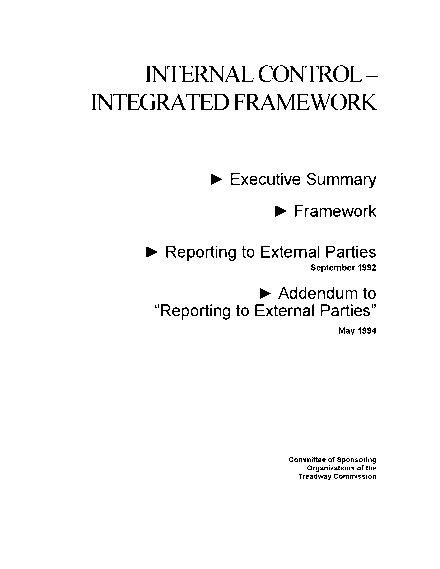 INTERNAL CONTROL –
INTEGRATED FRAMEWORK
► Executive Summary
► Framework
► Reporting to External Parties
September 1992
► Addendum to
“Reporting to External Parties”
May 1994
Committee of Sponsoring
Organizations of the
Treadway Commission